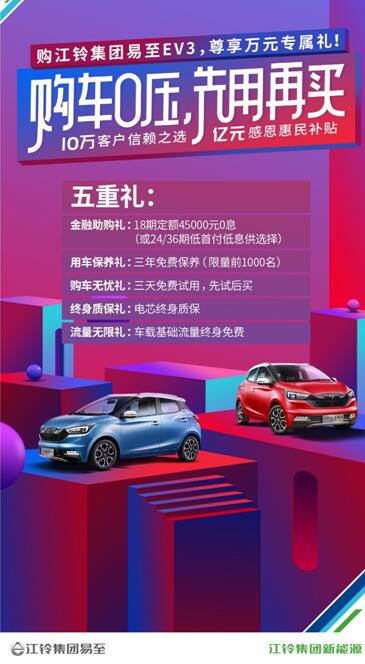 购江铃集团易至EV3,尊享万元专属礼!
购车0压,先用再买
10万客户信赖之选 亿元感恩惠民补贴
五重礼:
金融助购礼:18期定额45000元0息
(或24/36期低首付低息供选择)
用车保养礼:三年免费保养(限量前1000名)
购车无忧礼:三天免费试用,先试后买
终身质保礼:电芯终身质保
流量无限礼:车载基础流量终身免费
江铃集团易至 江铃集团新能源